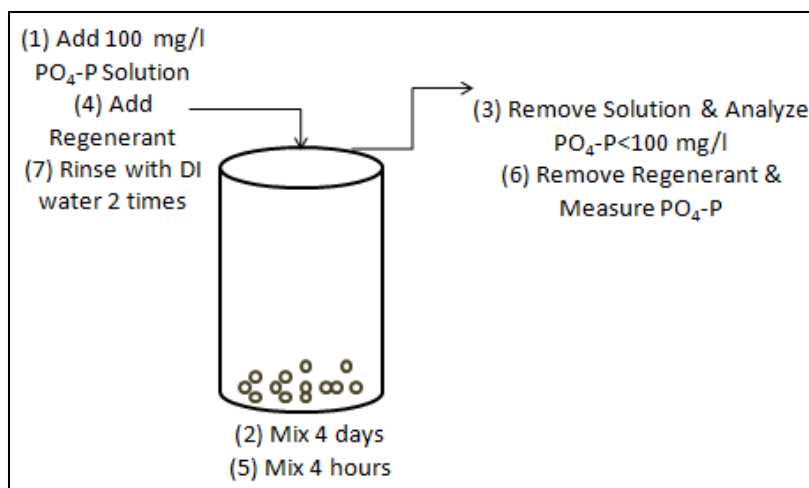 (1) Add 100 mg/l
PO₄-P Solution
(4) Add
Regenerant
(7) Rinse with DI
water 2 times
(3) Remove Solution & Analyze
PO₄-P<100 mg/l
(6) Remove Regenerant &
Measure PO₄-P
(2) Mix 4 days
(5) Mix 4 hours